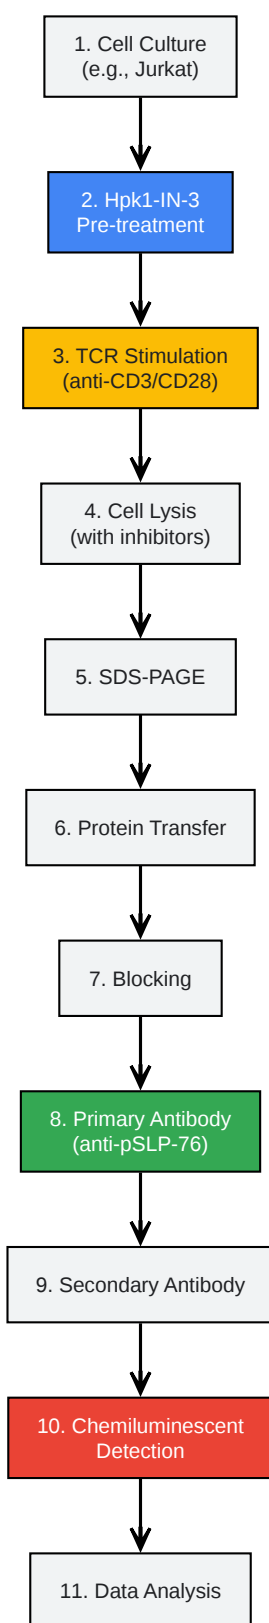 1. Cell Culture
(e.g., Jurkat)
2. Hpk1-IN-3
Pre-treatment
3. TCR Stimulation
(anti-CD3/CD28)
4. Cell Lysis
(with inhibitors)
5. SDS-PAGE
6. Protein Transfer
7. Blocking
8. Primary Antibody
(anti-pSLP-76)
9. Secondary Antibody
10. Chemiluminescent
Detection
11. Data Analysis